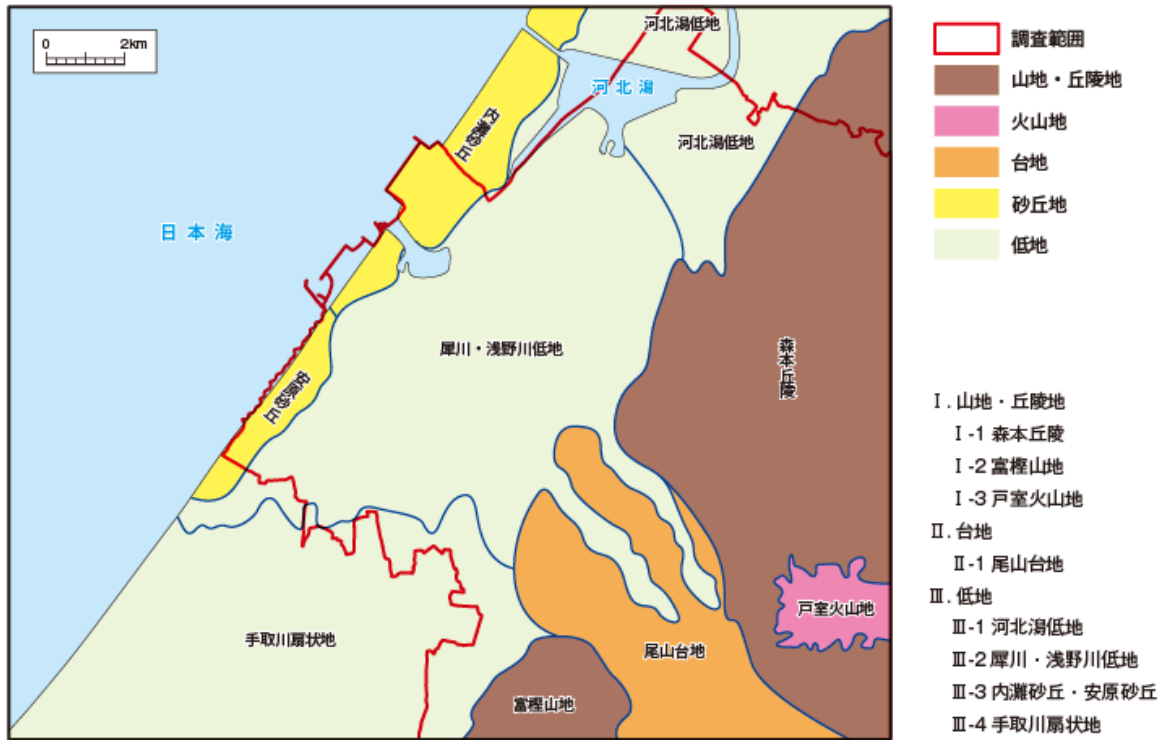 0 2km
河北潟低地
河北潟
内灘砂丘
河北潟低地
日本海
犀川・浅野川低地
森本丘陵
安原砂丘
戸室火山地
手取川扇状地
尾山台地
富樫山地
調査範囲
山地・丘陵地
火山地
台地
砂丘地
低地
Ⅰ.山地・丘陵地
Ⅰ-1 森本丘陵
Ⅰ-2 富樫山地
Ⅰ-3 戸室火山地
Ⅱ.台地
Ⅱ-1 尾山台地
Ⅲ.低地
Ⅲ-1 河北潟低地
Ⅲ-2 犀川・浅野川低地
Ⅲ-3 内灘砂丘・安原砂丘
Ⅲ-4 手取川扇状地